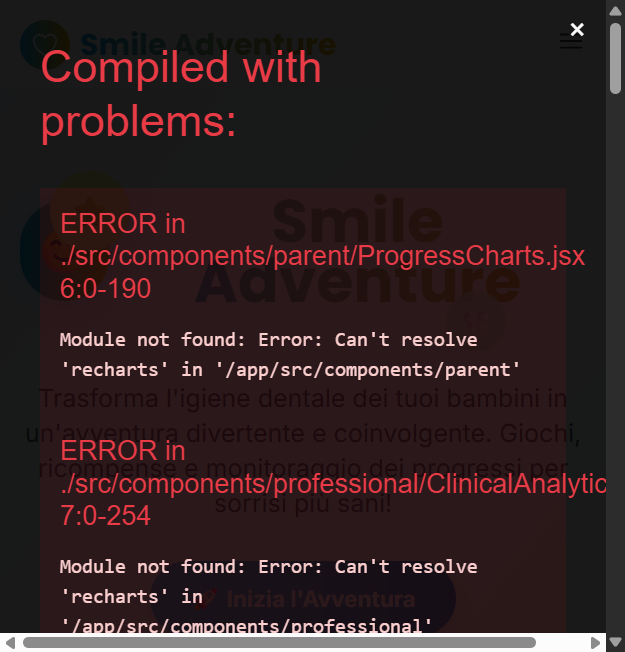 Smile Adventure
×
Compiled with
problems:
ERROR in
./src/components/parent/ProgressCharts.jsx
6:0-190
Smile
Adventure
Module not found: Error: Can't resolve
'recharts' in '/app/src/components/parent'
Trasforma l'igiene dentale dei tuoi bambini in
un'avventura divertente e coinvolgente. Giochi,
ricompense e monitoraggio dei progressi per
sorrisi più sani!
ERROR in
./src/components/professional/ClinicalAnalytic
7:0-254
Module not found: Error: Can't resolve
'recharts' in
'/app/src/components/professional'
Inizia l'Avventura